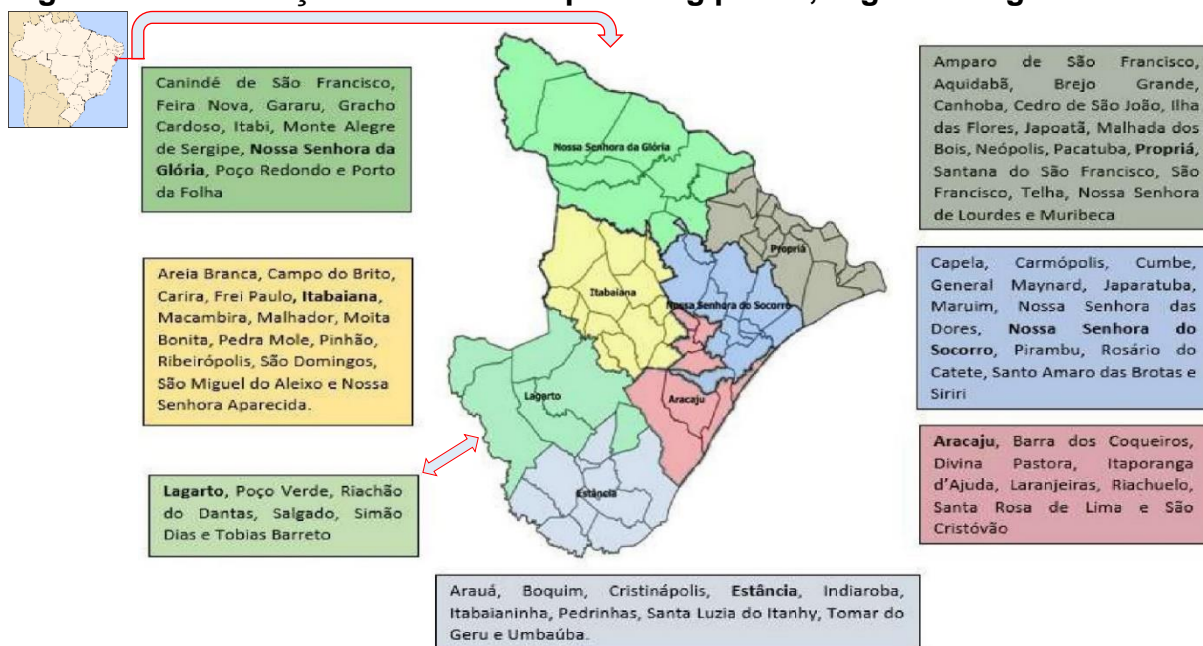 Canindé de São Francisco,
Feira Nova, Gararu, Gracho
Cardoso, Itabi, Monte Alegre
de Sergipe, Nossa Senhora da
Glória, Poço Redondo e Porto
da Folha
Areia Branca, Campo do Brito,
Carira, Frei Paulo, Itabaiana,
Macambira, Malhador, Moita
Bonita, Pedra Mole, Pinhão,
Ribeirópolis, São Domingos,
São Miguel do Aleixo e Nossa
Senhora Aparecida.
Lagarto, Poço Verde, Riachão
do Dantas, Salgado, Simão
Dias e Tobias Barreto
Nossa Senhora da Glória
Propriá
Itabaiana
Nossa Senhora do Socorro
Lagarto
Aracaju
Estância
Amparo de São Francisco,
Aquidabã, Brejo Grande,
Canhoba, Cedro de São João, Ilha
das Flores, Japoatã, Malhada dos
Bois, Neópolis, Pacatuba, Propriá,
Santana do São Francisco, São
Francisco, Telha, Nossa Senhora
de Lourdes e Muribeca
Capela, Carmópolis, Cumbe,
General Maynard, Japaratuba,
Maruim, Nossa Senhora das
Dores, Nossa Senhora do
Socorro, Pirambu, Rosário do
Catete, Santo Amaro das Brotas e
Siriri
Aracaju, Barra dos Coqueiros,
Divina Pastora, Itaporanga
d'Ajuda, Laranjeiras, Riachuelo,
Santa Rosa de Lima e São
Cristóvão
Arauá, Boquim, Cristinápolis, Estância, Indiaroba,
Itabaianinha, Pedrinhas, Santa Luzia do Itanhy, Tomar do
Geru e Umbaúba.